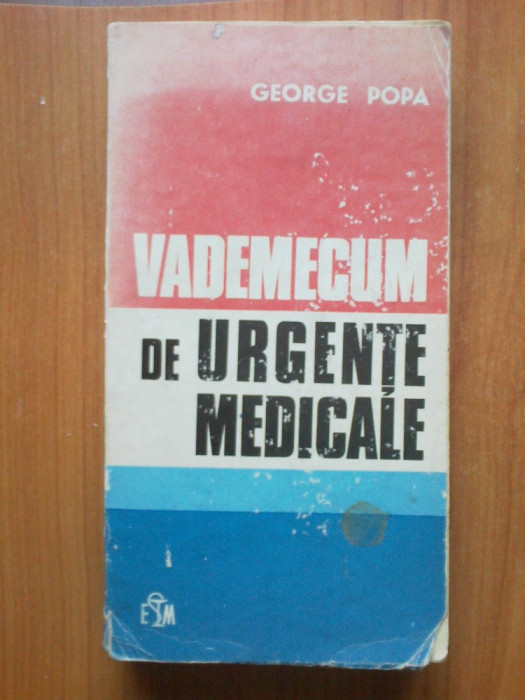 GEORGE POPA
VADEMECUM
DE URGENȚE
MEDICALE
ESM